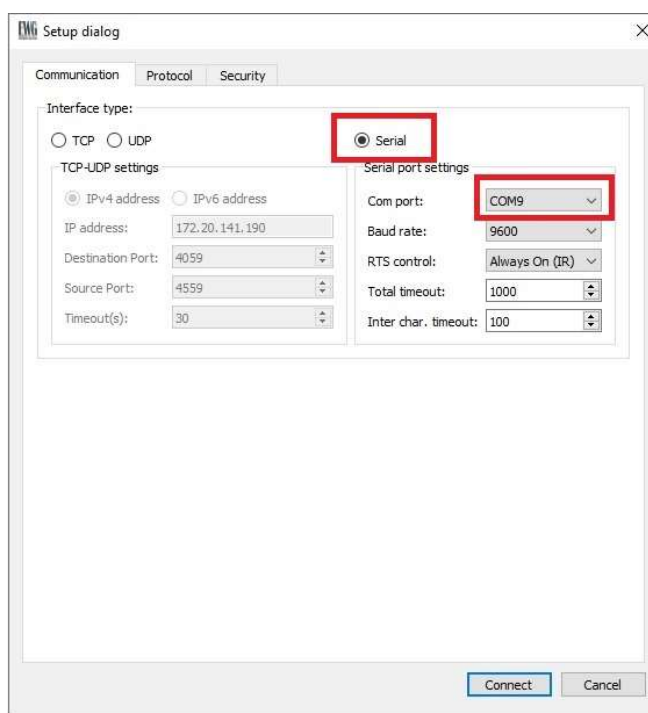 EWG Setup dialog
Communication Protocol Security
Interface type:
TCP UDP Serial
TCP-UDP settings
IPv4 address IPv6 address
IP address: 172.20.141.190
Destination Port: 4059
Source Port: 4559
Timeout(s): 30
Serial port settings
Com port: COM9
Baud rate: 9600
RTS control: Always On (IR)
Total timeout: 1000
Inter char. timeout: 100
Connect Cancel